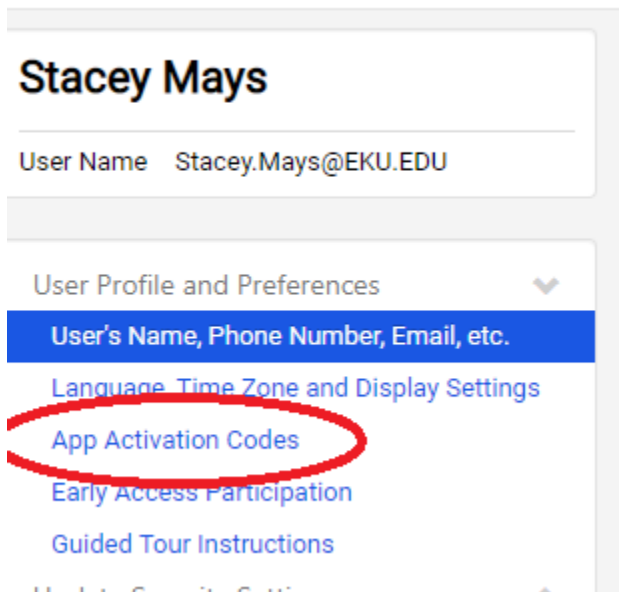 Stacey Mays
User Name Stacey.Mays@EKU.EDU
User Profile and Preferences
User's Name, Phone Number, Email, etc.
Language, Time Zone and Display Settings
App Activation Codes
Early Access Participation
Guided Tour Instructions